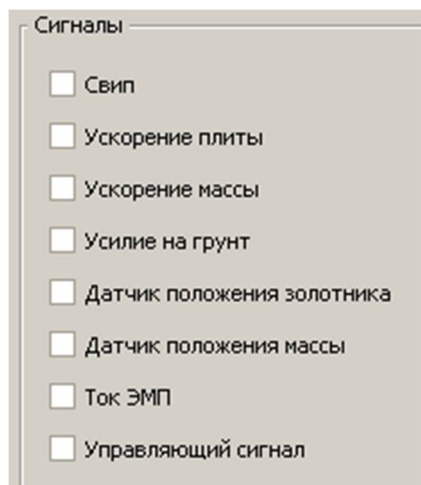 Сигналы
Свип
Ускорение плиты
Ускорение массы
Усилие на грунт
Датчик положения золотника
Датчик положения массы
Ток ЭМП
Управляющий сигнал